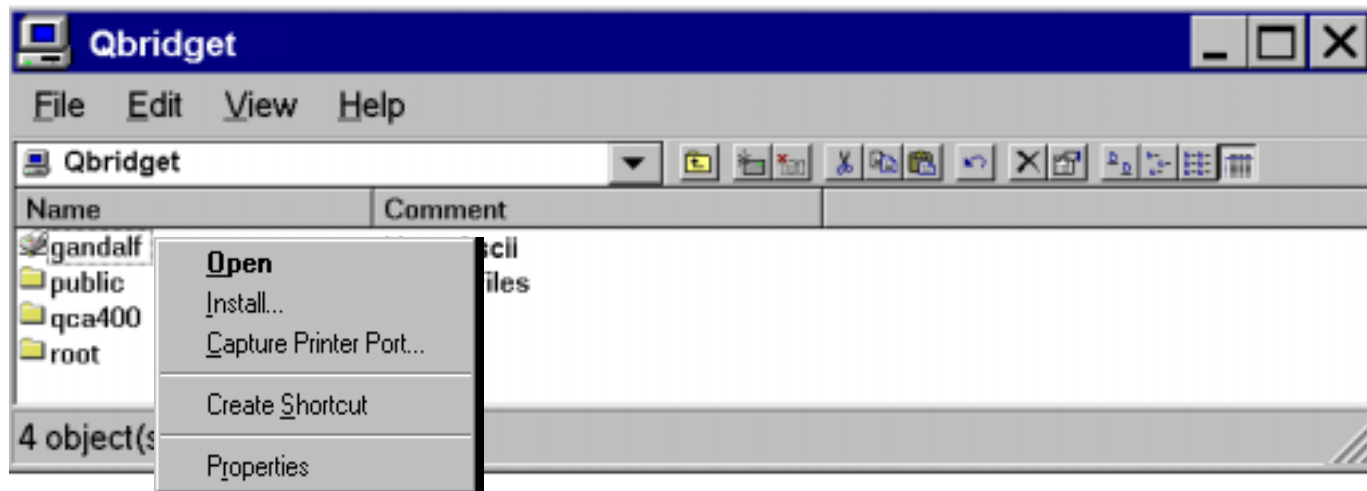 Qbridget
File Edit View Help
Qbridget
Name Comment
gandalf
public
qca400
root
Open
Install...
Capture Printer Port...
Create Shortcut
Properties
4